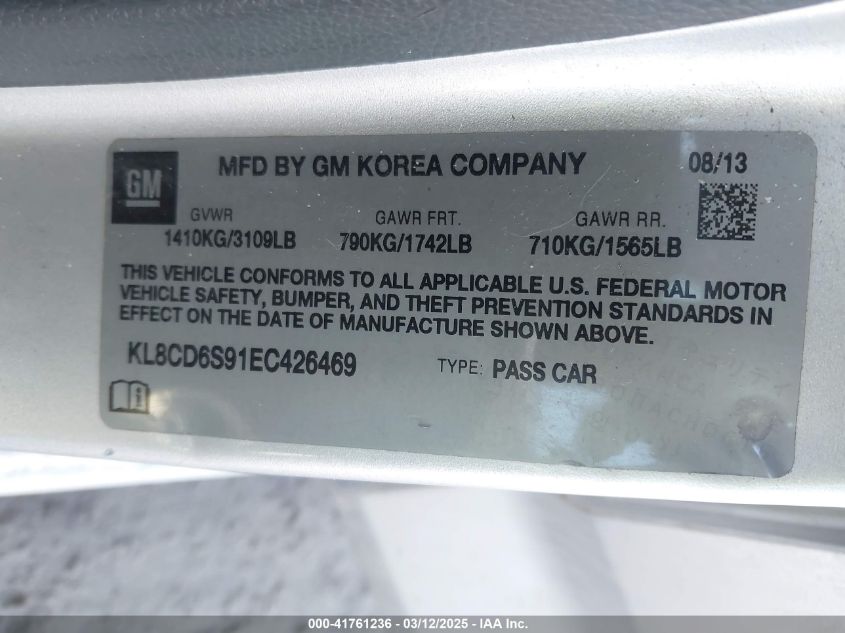 GM
MFD BY GM KOREA COMPANY 08/13
GVWR GAWR FRT. GAWR RR.
1410KG/3109LB 790KG/1742LB 710KG/1565LB
THIS VEHICLE CONFORMS TO ALL APPLICABLE U.S. FEDERAL MOTOR
VEHICLE SAFETY, BUMPER, AND THEFT PREVENTION STANDARDS IN
EFFECT ON THE DATE OF MANUFACTURE SHOWN ABOVE.
KL8CD6S91EC426469 TYPE: PASS CAR
000-41761236 - 03/12/2025 - IAA Inc.